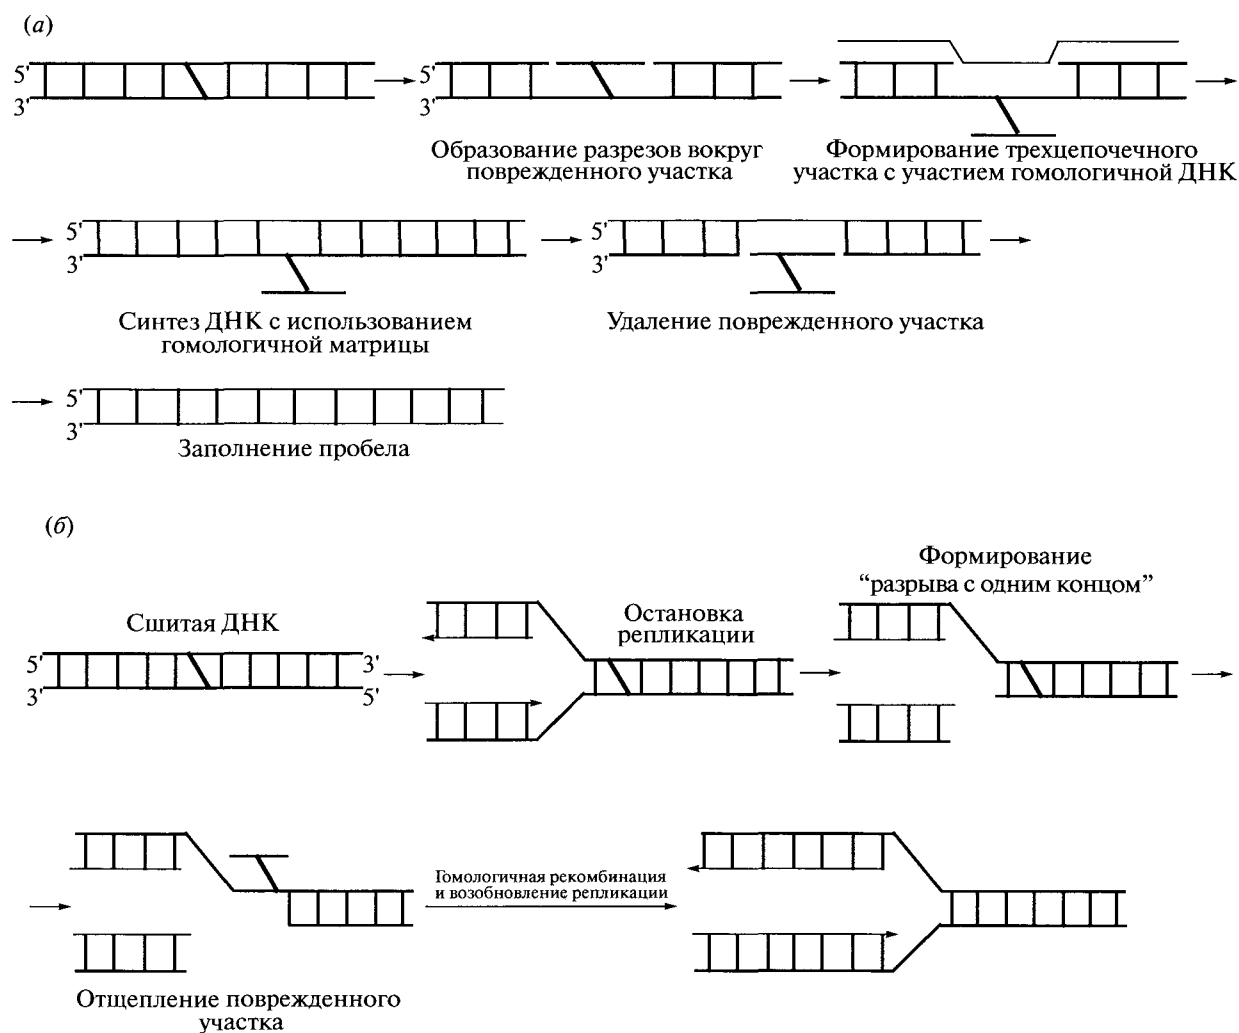 (а)
5'
3'
5'
3'
Образование разрезов вокруг
поврежденного участка
Формирование трехцепочечного
участка с участием гомологичной ДНК
5'
3'
Синтез ДНК с использованием
гомологичной матрицы
5'
3'
Удаление поврежденного участка
5'
3'
Заполнение пробела
(б)
Сшитая ДНК
5'
3'
3'
5'
Остановка
репликации
Формирование
“разрыва с одним концом”
Отщепление поврежденного
участка
Гомологичная рекомбинация
и возобновление репликации